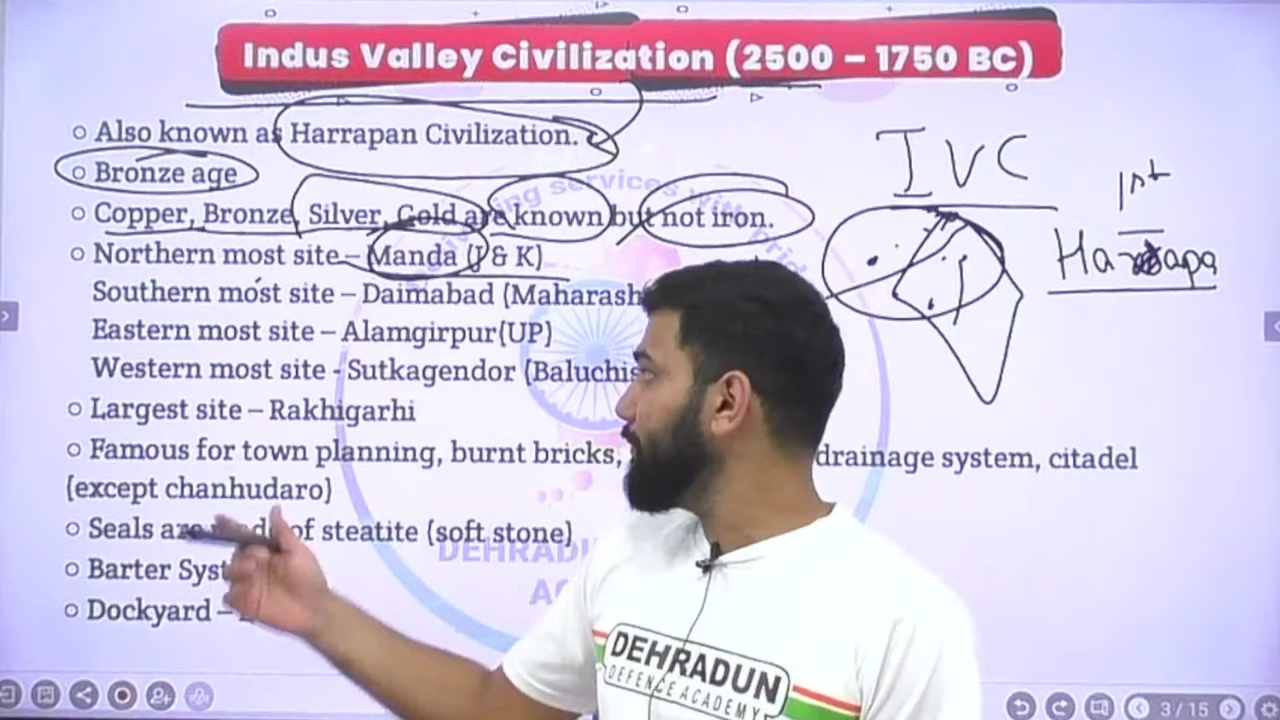 Indus Valley Civilization (2500 – 1750 BC)
○ Also known as Harrapan Civilization.
○ Bronze age
○ Copper, Bronze, Silver, Gold are known but not iron.
○ Northern most site – Manda (J & K)
Southern most site – Daimabad (Maharash
Eastern most site – Alamgirpur(UP)
Western most site - Sutkagendor (Baluchis
○ Largest site – Rakhigarhi
○ Famous for town planning, burnt bricks, drainage system, citadel
(except chanhudaro)
○ Seals are made of steatite (soft stone)
○ Barter Syst
○ Dockyard –
IVC
1st
DEHRADUN
DEFENCE ACADEMY
3 / 15